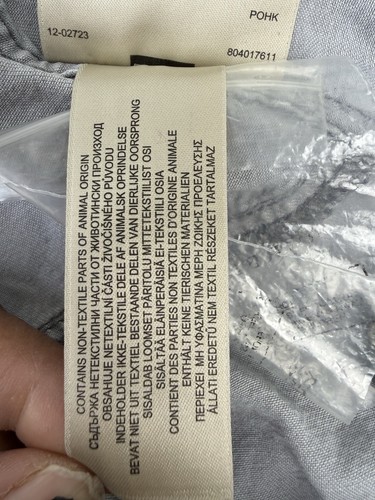 12-02723
POHK
804017611
CONTAINS NON-TEXTILE PARTS OF ANIMAL ORIGIN
СЪДЪРЖА НЕТЕКСТИЛНИ ЧАСТИ ОТ ЖИВОТИНСКИ ПРОИЗХОД
OBSAHUJE NETEXTILNÍ ČÁSTI ŽIVOČIŠNÉHO PŮVODU
INDEHOLDER IKKE-TEKSTILE DELE AF ANIMALSK OPRINDELSE
BEVAT NIET UIT TEXTIEL BESTAANDE DELEN VAN DIERLIJKE OORSPRONG
SISALDAB LOOMSET PÄRITOLU MITTETEKSTIILIST OSI
SISÄLTÄÄ ELÄINPERÄISIÄ EI-TEKSTIILI OSIA
CONTIENT DES PARTIES NON TEXTILES D'ORIGINE ANIMALE
ENTHÄLT KEINE TIERISCHEN MATERIALIEN
ΠΕΡΙΕΧΕΙ ΜΗ ΥΦΑΣΜΑΤΙΝΑ ΜΕΡΗ ΖΩΙΚΗΣ ΠΡΟΕΛΕΥΣΗΣ
ÁLLATI EREDETŰ NEM TEXTIL RÉSZEKET TARTALMAZ